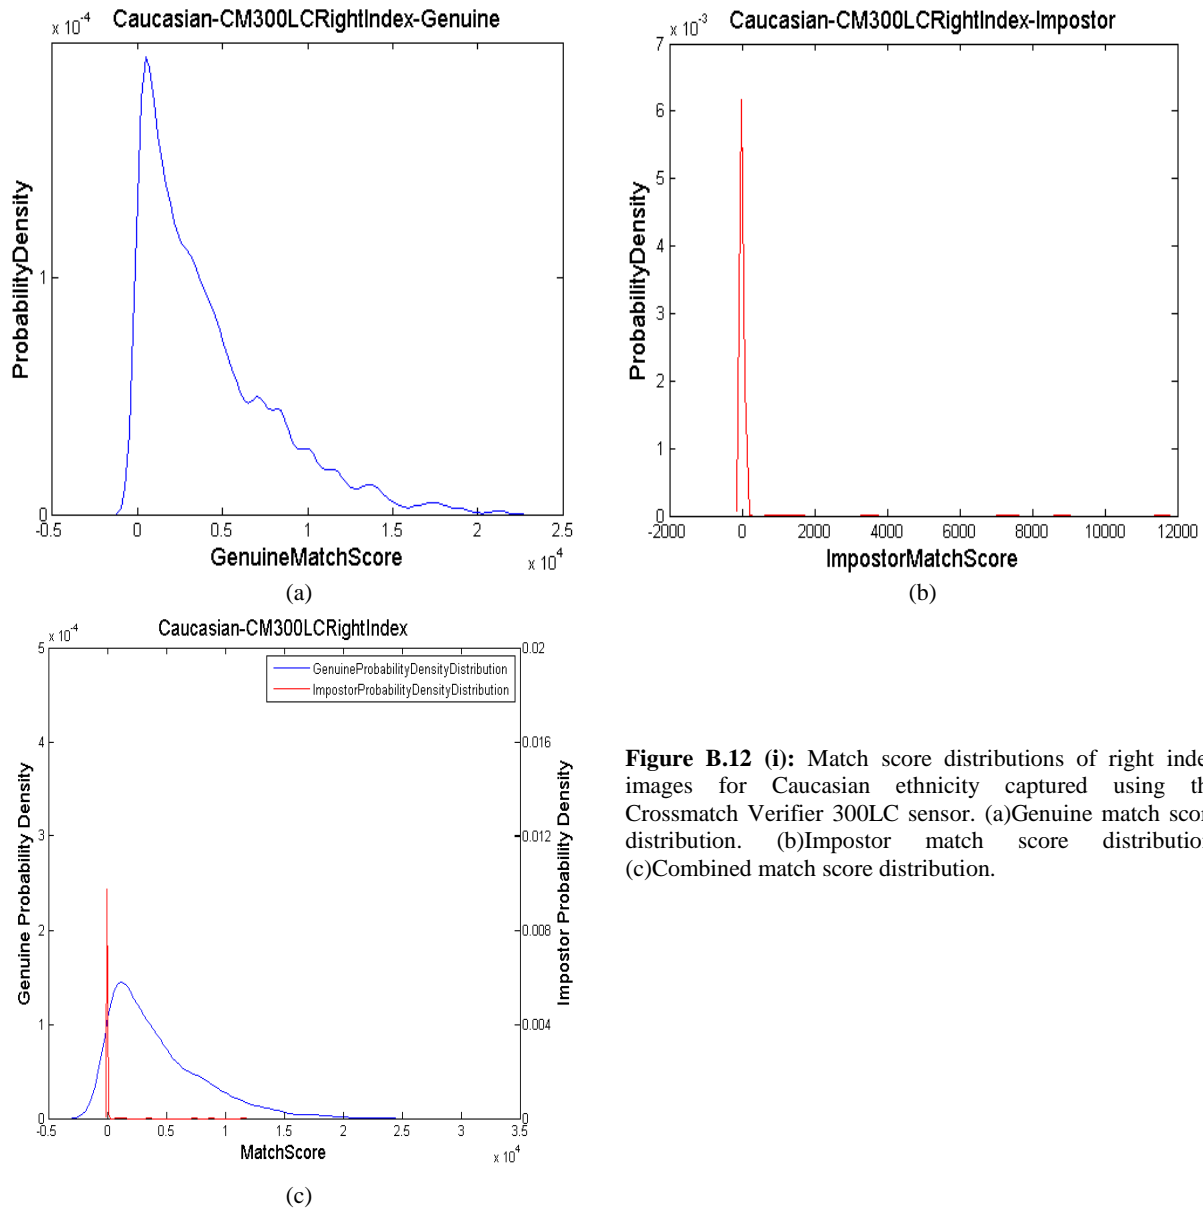 x 10^-4
Caucasian-CM300LCRightIndex-Genuine
ProbabilityDensity
1
0
-0.5 0 0.5 1 1.5 2 2.5
x 10^4
GenuineMatchScore
(a)
x 10^-3
Caucasian-CM300LCRightIndex-Impostor
ProbabilityDensity
7
6
5
4
3
2
1
0
-2000 0 2000 4000 6000 8000 10000 12000
ImpostorMatchScore
(b)
Caucasian-CM300LCRightIndex
x 10^-4
GenuineProbabilityDensityDistribution
ImpostorProbabilityDensityDistribution
Genuine Probability Density
5
4
3
2
1
0
0.02
0.016
0.012
0.008
0.004
0
Impostor Probability Density
-0.5 0 0.5 1 1.5 2 2.5 3 3.5
x 10^4
MatchScore
(c)
Figure B.12 (i): Match score distributions of right inde
images for Caucasian ethnicity captured using th
Crossmatch Verifier 300LC sensor. (a)Genuine match scor
distribution. (b)Impostor match score distribution
(c)Combined match score distribution.